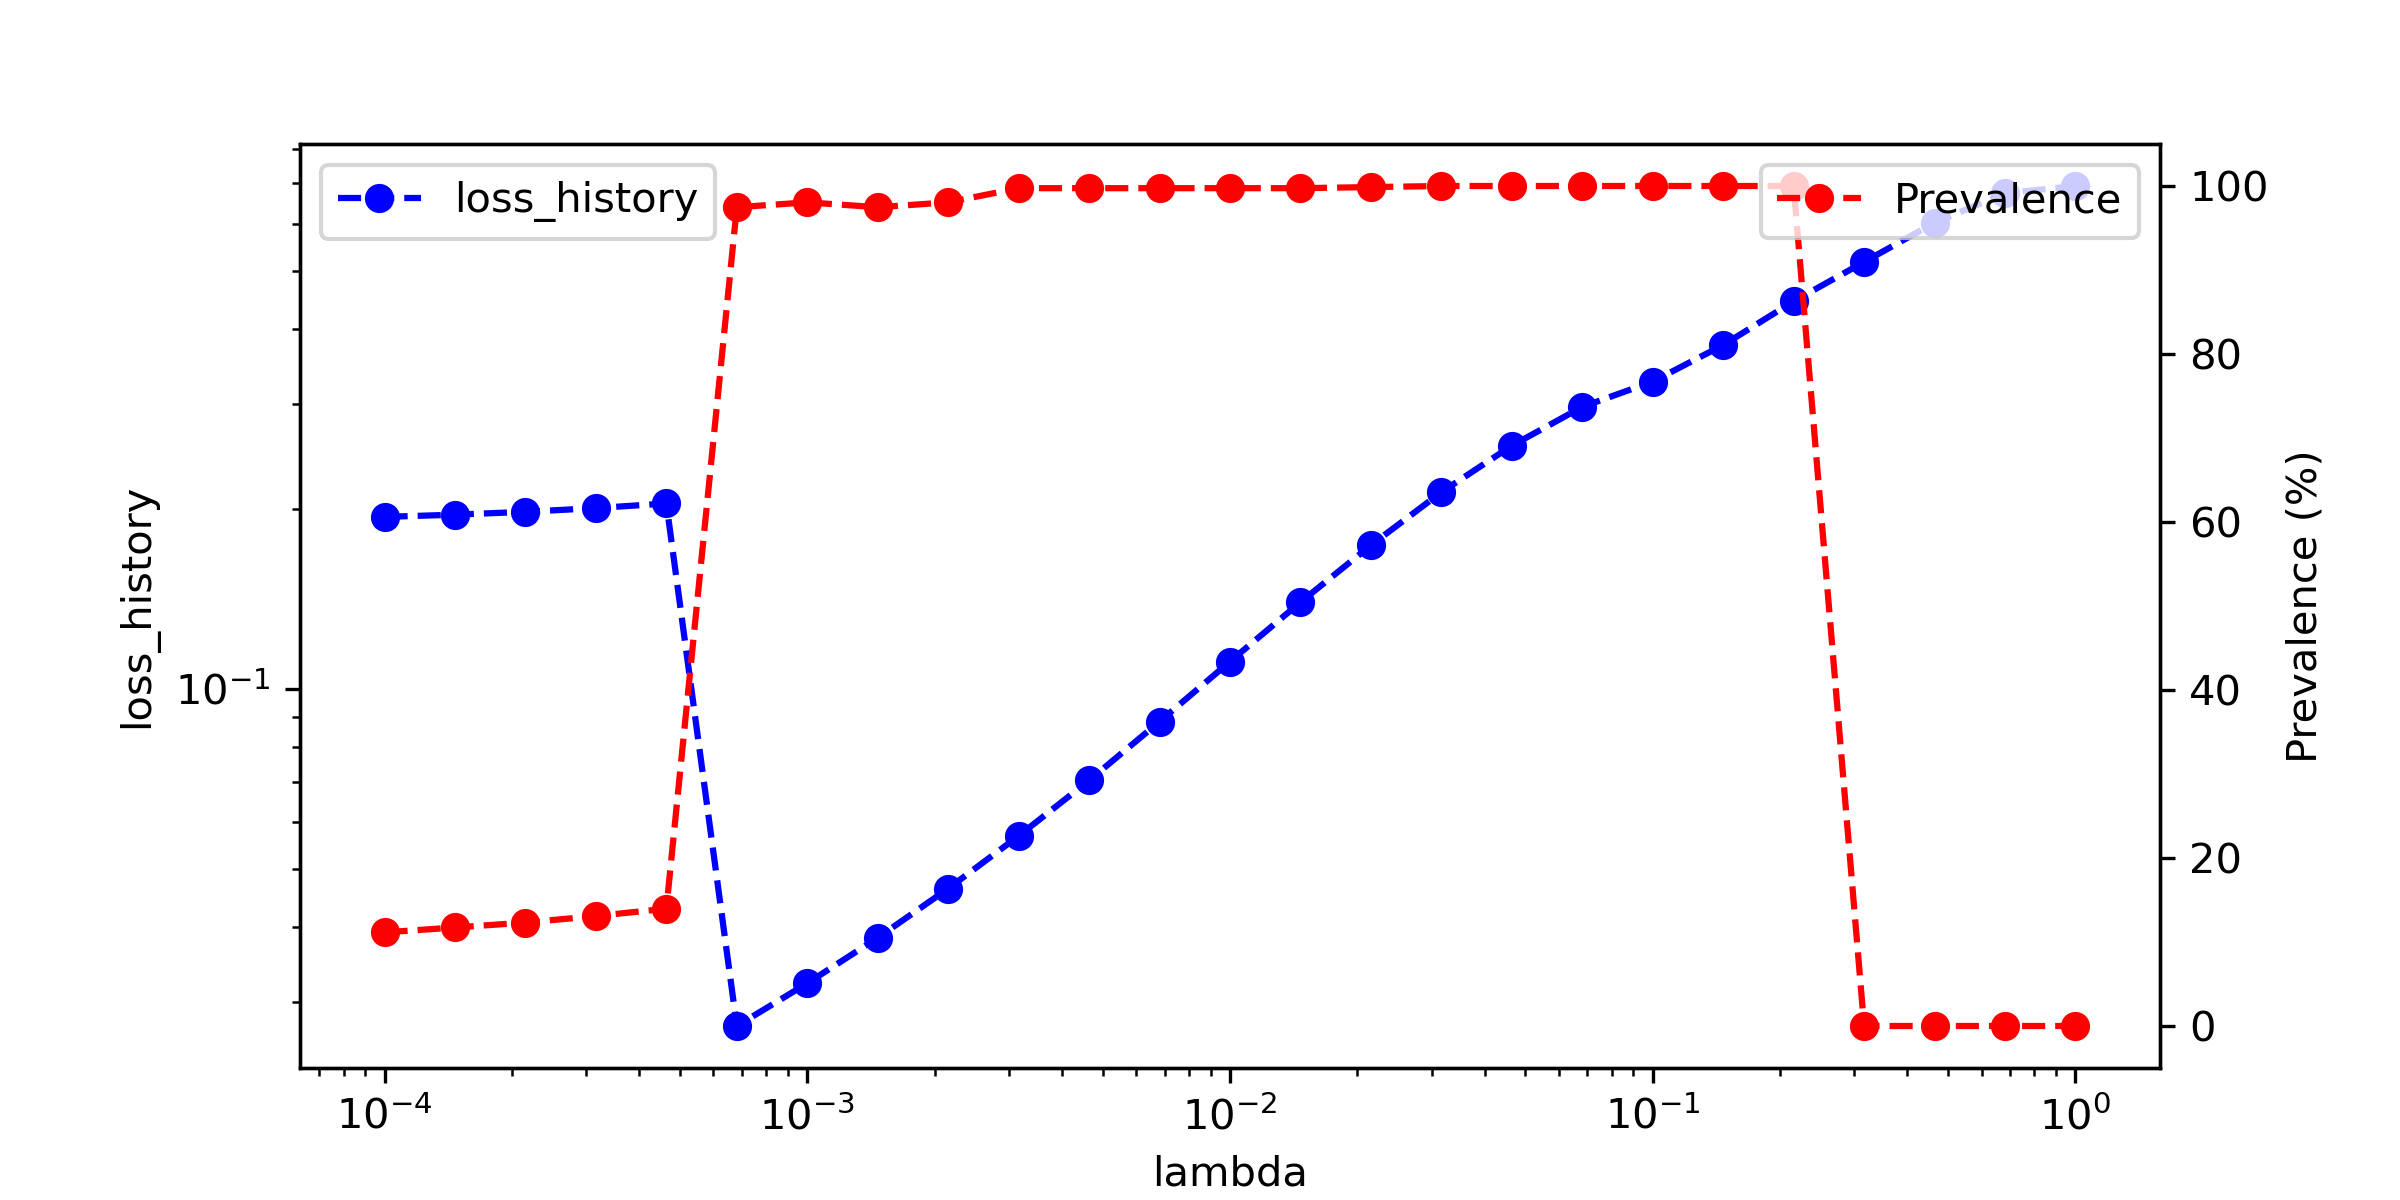 loss_history
Prevalence
100
80
60
40
20
0
10⁻¹
loss_history
Prevalence (%)
10⁻⁴ 10⁻³ 10⁻² 10⁻¹ 10⁰
lambda